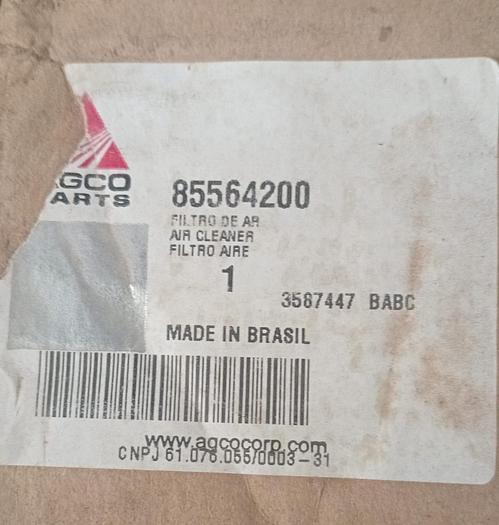 AGCO
PARTS
85564200
FILTRO DE AR
AIR CLEANER
FILTRO AIRE
1
3587447 BABC
MADE IN BRASIL
www.agcocorp.com
CNPJ 61.076.055/0003-31